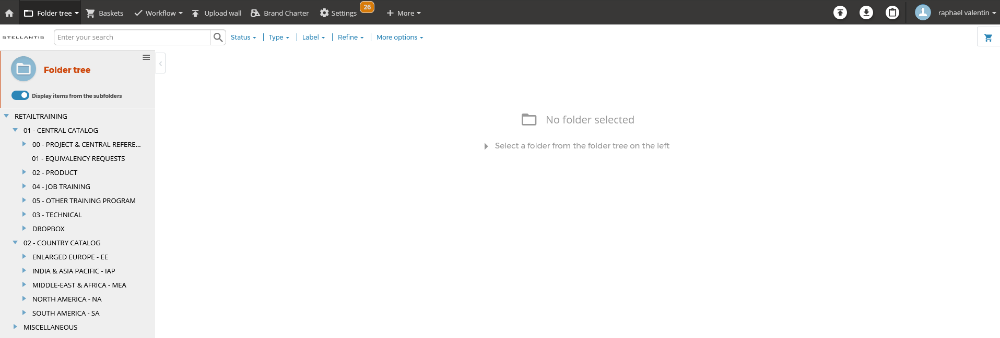 Folder tree
Baskets
Workflow
Upload wall
Brand Charter
Settings
26
More
raphael valentin
STELLANTIS
Enter your search
Status
Type
Label
Refine
More options
Folder tree
Display items from the subfolders
RETAILTRAINING
01 - CENTRAL CATALOG
00 - PROJECT & CENTRAL REFERE...
01 - EQUIVALENCY REQUESTS
02 - PRODUCT
04 - JOB TRAINING
05 - OTHER TRAINING PROGRAM
03 - TECHNICAL
DROPBOX
02 - COUNTRY CATALOG
ENLARGED EUROPE - EE
INDIA & ASIA PACIFIC - IAP
MIDDLE-EAST & AFRICA - MEA
NORTH AMERICA - NA
SOUTH AMERICA - SA
MISCELLANEOUS
No folder selected
Select a folder from the folder tree on the left